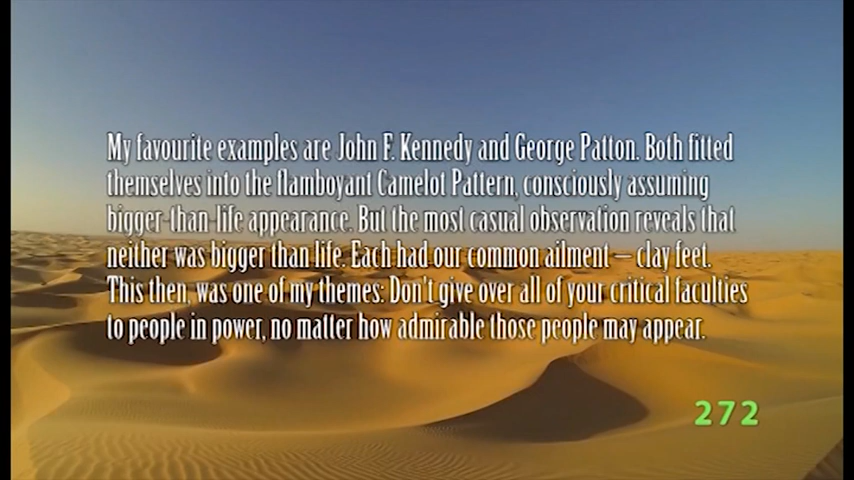 My favourite examples are John F. Kennedy and George Patton. Both fitted
themselves into the flamboyant Camelot Pattern, consciously assuming
bigger-than-life appearance. But the most casual observation reveals that
neither was bigger than life. Each had our common ailment – clay feet.
This then, was one of my themes: Don't give over all of your critical faculties
to people in power, no matter how admirable those people may appear.
272